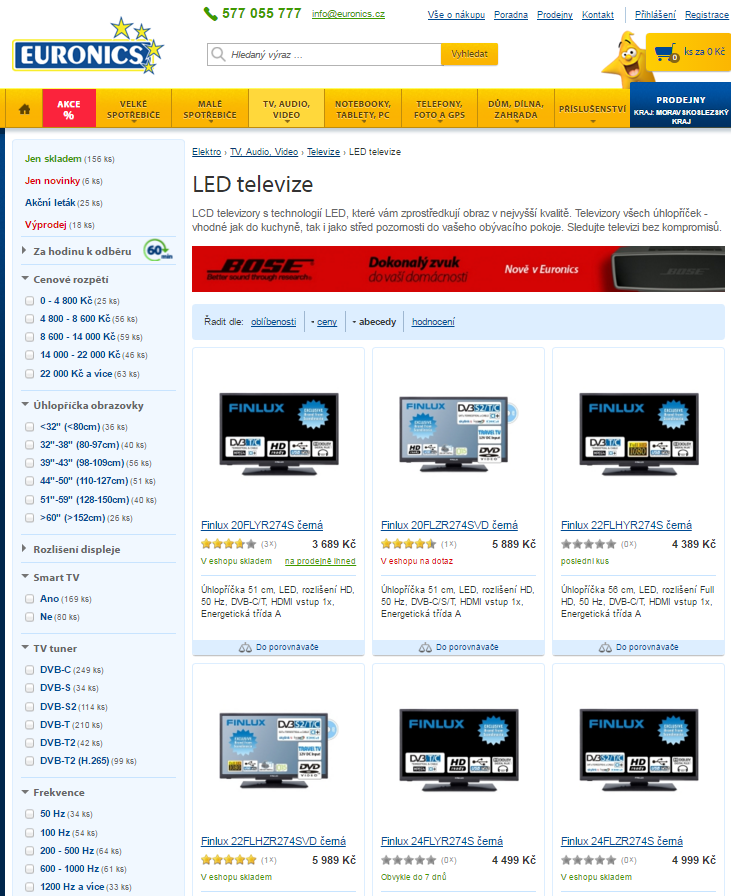 577 055 777 info@euronics.cz Vše o nákupu Poradna Prodejny Kontakt Přihlášení Registrace
EURONICS
Hledaný výraz ... Vyhledat
0 ks za 0 Kč
AKCE %
VELKÉ SPOTŘEBIČE
MALÉ SPOTŘEBIČE
TV, AUDIO, VIDEO
NOTEBOOKY, TABLETY, PC
TELEFONY, FOTO A GPS
DŮM, DÍLNA, ZAHRADA
PŘÍSLUŠENSTVÍ
PRODEJNY
KRAJ: MORAVSKOSLEZSKÝ KRAJ
Jen skladem (156 ks)
Jen novinky (6 ks)
Akční leták (25 ks)
Výprodej (18 ks)
Za hodinu k odběru 60 min
Cenové rozpětí
0 - 4 800 Kč (25 ks)
4 800 - 8 600 Kč (56 ks)
8 600 - 14 000 Kč (59 ks)
14 000 - 22 000 Kč (46 ks)
22 000 Kč a více (63 ks)
Úhlopříčka obrazovky
<32" (<80cm) (36 ks)
32"-38" (80-97cm) (40 ks)
39"-43" (98-109cm) (56 ks)
44"-50" (110-127cm) (51 ks)
51"-59" (128-150cm) (40 ks)
>60" (>152cm) (26 ks)
Rozlišení displeje
Smart TV
Ano (169 ks)
Ne (80 ks)
TV tuner
DVB-C (249 ks)
DVB-S (34 ks)
DVB-S2 (114 ks)
DVB-T (210 ks)
DVB-T2 (42 ks)
DVB-T2 (H.265) (99 ks)
Frekvence
50 Hz (34 ks)
100 Hz (54 ks)
200 - 500 Hz (64 ks)
600 - 1000 Hz (61 ks)
1200 Hz a více (33 ks)
Elektro › TV, Audio, Video › Televize › LED televize
LED televize
LCD televizory s technologií LED, které vám zprostředkují obraz v nejvyšší kvalitě. Televizory všech úhlopříček -
vhodné jak do kuchyně, tak i jako střed pozornosti do vašeho obývacího pokoje. Sledujte televizi bez kompromisů.
BOSE
Better sound through research
Dokonalý zvuk
do vaší domácnosti
Nově v Euronics
BOSE
Řadit dle: oblíbenosti ceny abecedy hodnocení
FINLUX
FINLUX DVB S2/T/C
FINLUX
Finlux 20FLYR274S černá
(3x) 3 689 Kč
V eshopu skladem na prodejně ihned
Úhlopříčka 51 cm, LED, rozlišení HD,
50 Hz, DVB-C/T, HDMI vstup 1x,
Energetická třída A
Do porovnávače
Finlux 20FLZR274SVD černá
(1x) 5 889 Kč
V eshopu na dotaz
Úhlopříčka 51 cm, LED, rozlišení HD,
50 Hz, DVB-C/S/T, HDMI vstup 1x,
Energetická třída A
Do porovnávače
Finlux 22FLHYR274S černá
(0x) 4 389 Kč
poslední kus
Úhlopříčka 56 cm, LED, rozlišení Full
HD, 50 Hz, DVB-C/T, HDMI vstup 1x,
Energetická třída A
Do porovnávače
FINLUX DVB S2/T/C
FINLUX
FINLUX
Finlux 22FLHZR274SVD černá
(1x) 5 989 Kč
V eshopu skladem
Finlux 24FLYR274S černá
(0x) 4 499 Kč
Obvykle do 7 dnů
Finlux 24FLZR274S černá
(0x) 4 999 Kč
V eshopu skladem